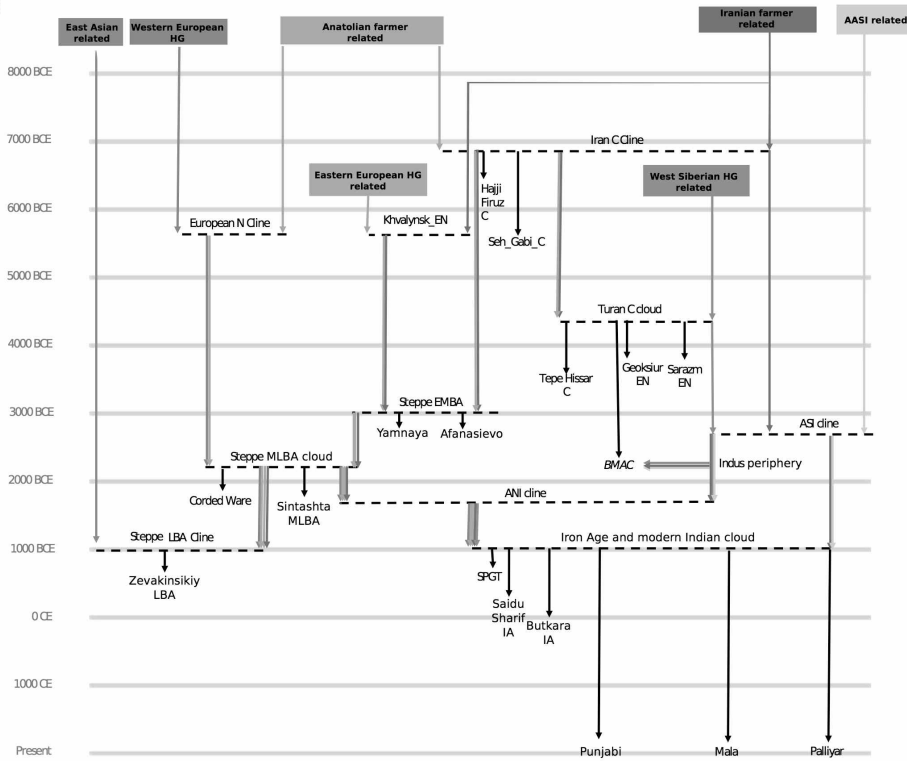 East Asian
related
Western European
HG
Anatolian farmer
related
Iranian farmer
related
AASI related
8000 BCE
7000 BCE
Iran C Cline
Eastern European HG
related
West Siberian HG
related
Hajji
Firuz
C
6000 BCE
European N Cline
Khvalynsk_EN
Seh_Gabi_C
5000 BCE
Turan C cloud
4000 BCE
Tepe Hissar
C
Geoksiur
EN
Sarazm
EN
3000 BCE
Steppe EMBA
Yamnaya
Afanasievo
ASI cline
Steppe MLBA cloud
BMAC
Indus periphery
2000 BCE
Corded Ware
Sintashta
MLBA
ANI cline
Steppe LBA Cline
Iron Age and modern Indian cloud
1000 BCE
Zevakinsikiy
LBA
SPGT
Saidu
Sharif
IA
Butkara
IA
0 CE
1000 CE
Present
Punjabi
Mala
Palliyar